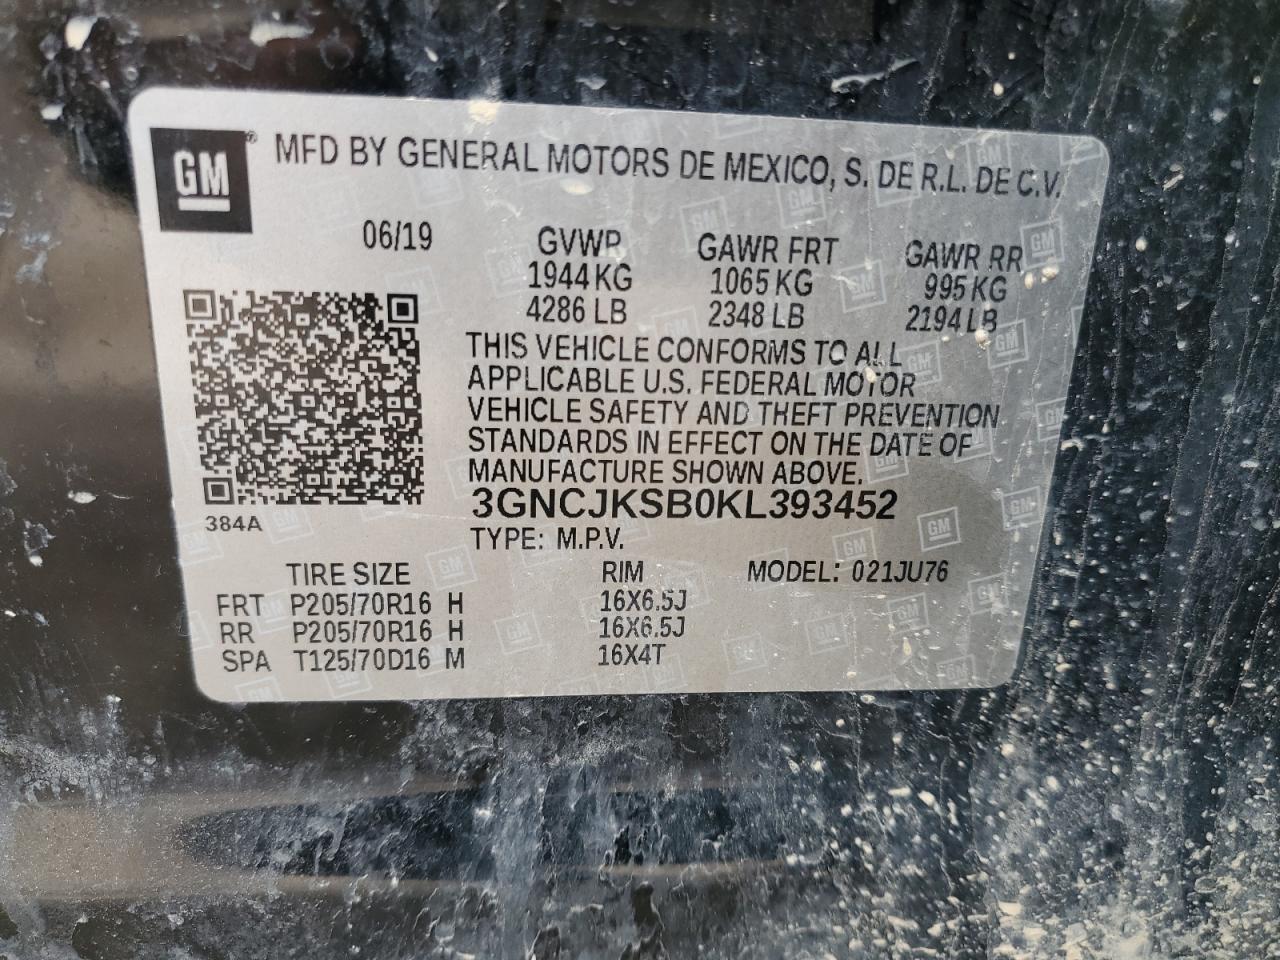 GM
MFD BY GENERAL MOTORS DE MEXICO, S. DE R.L. DE C.V.
06/19 GVWR GAWR FRT GAWR RR
1944 KG 1065 KG 995 KG
4286 LB 2348 LB 2194 LB
THIS VEHICLE CONFORMS TO ALL
APPLICABLE U.S. FEDERAL MOTOR
VEHICLE SAFETY AND THEFT PREVENTION
STANDARDS IN EFFECT ON THE DATE OF
MANUFACTURE SHOWN ABOVE.
3GNCJKSB0KL393452
384A
TYPE: M.P.V.
TIRE SIZE RIM MODEL: 021JU76
FRT P205/70R16 H 16X6.5J
RR P205/70R16 H 16X6.5J
SPA T125/70D16 M 16X4T